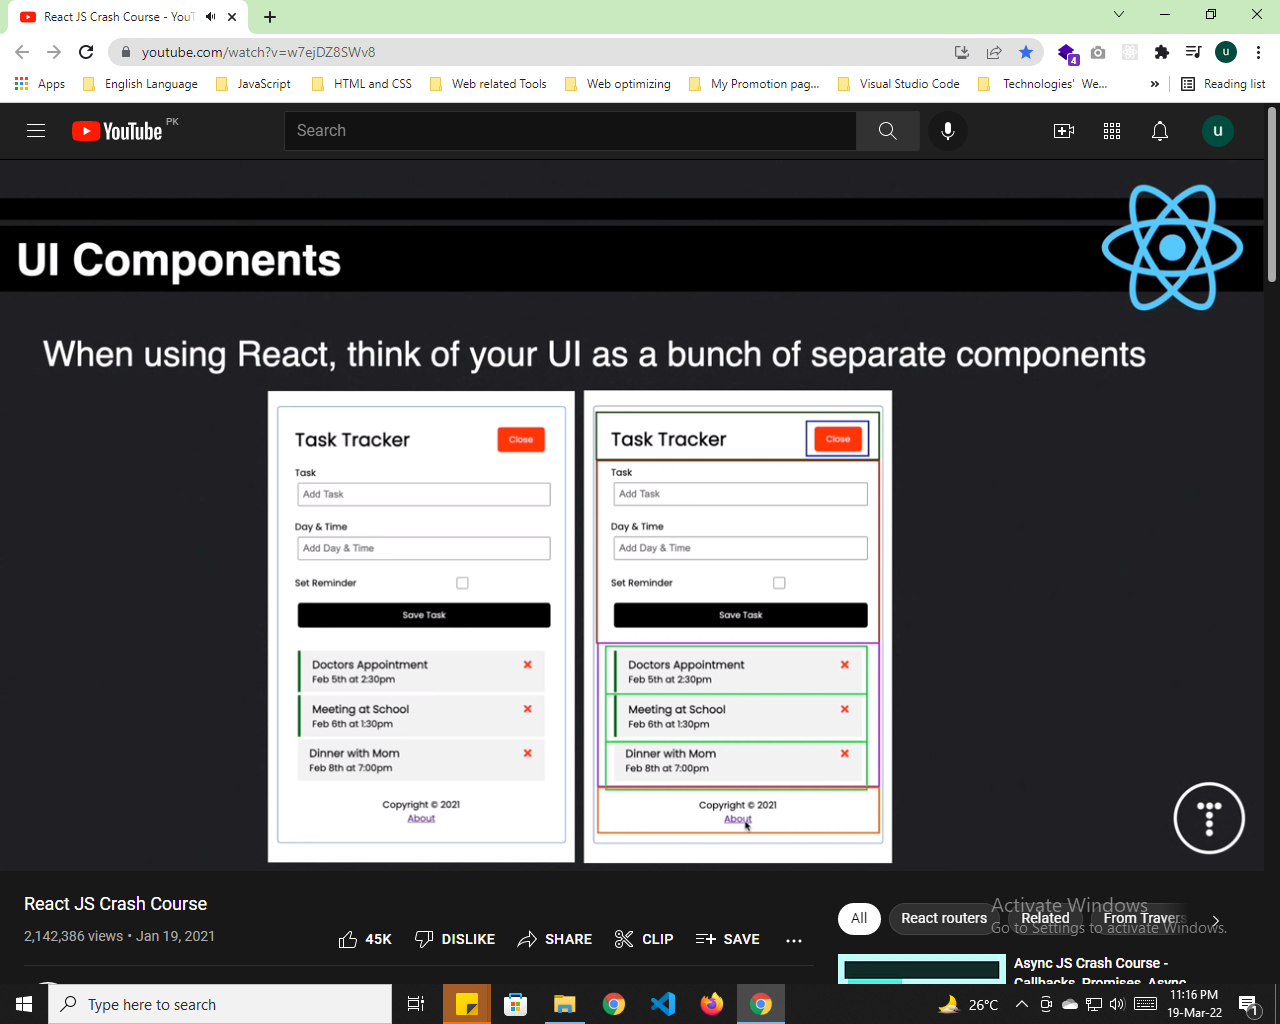 React JS Crash Course - YouT
youtube.com/watch?v=w7ejDZ8SWv8
4
u
Apps
English Language
JavaScript
HTML and CSS
Web related Tools
Web optimizing
My Promotion pag...
Visual Studio Code
Technologies' We...
»
Reading list
YouTube PK
Search
u
UI Components
When using React, think of your UI as a bunch of separate components
Task Tracker
Close
Task
Add Task
Day & Time
Add Day & Time
Set Reminder
Save Task
Doctors Appointment
Feb 5th at 2:30pm
Meeting at School
Feb 6th at 1:30pm
Dinner with Mom
Feb 8th at 7:00pm
Copyright © 2021
About
Task Tracker
Close
Task
Add Task
Day & Time
Add Day & Time
Set Reminder
Save Task
Doctors Appointment
Feb 5th at 2:30pm
Meeting at School
Feb 6th at 1:30pm
Dinner with Mom
Feb 8th at 7:00pm
Copyright © 2021
About
React JS Crash Course
2,142,386 views • Jan 19, 2021
45K
DISLIKE
SHARE
CLIP
SAVE
...
All
React routers
Related
From Travers
Activate Windows
Go to Settings to activate Windows.
Async JS Crash Course -
Callbacks, Promises, Async
Type here to search
26°C
11:16 PM
19-Mar-22
1